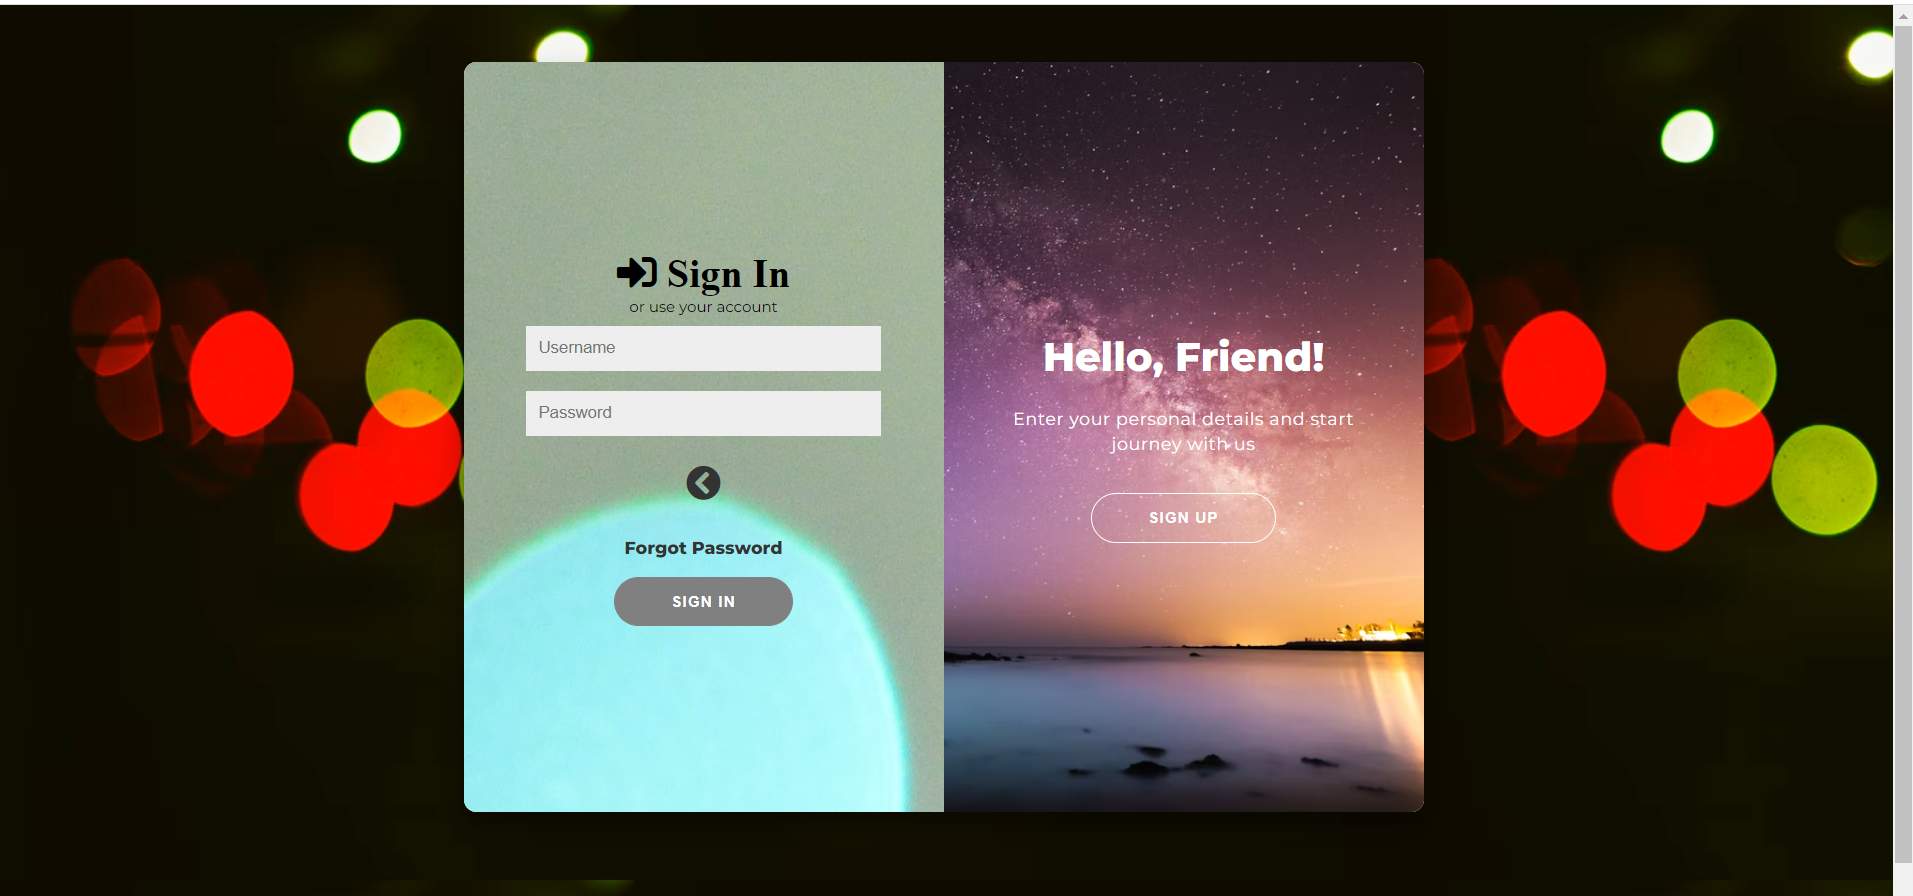 Sign In
or use your account
Username
Password
Forgot Password
SIGN IN
Hello, Friend!
Enter your personal details and start
journey with us
SIGN UP